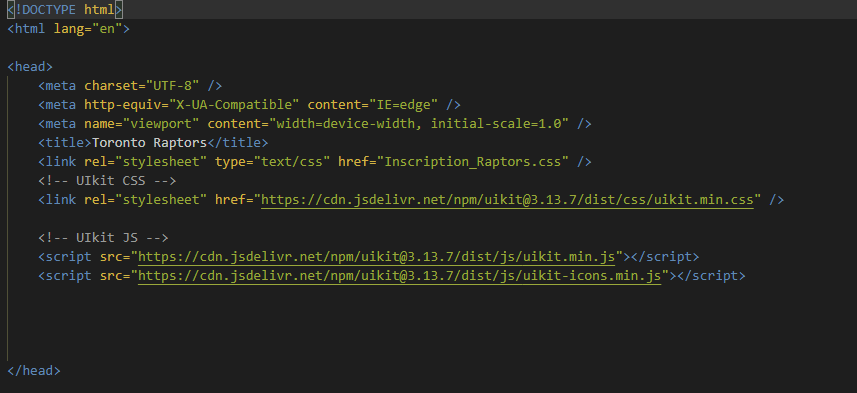 <!DOCTYPE html>
<html lang="en">
<head>
<meta charset="UTF-8" />
<meta http-equiv="X-UA-Compatible" content="IE=edge" />
<meta name="viewport" content="width=device-width, initial-scale=1.0" />
<title>Toronto Raptors</title>
<link rel="stylesheet" type="text/css" href="Inscription_Raptors.css" />
<!-- UIkit CSS -->
<link rel="stylesheet" href="https://cdn.jsdelivr.net/npm/uikit@3.13.7/dist/css/uikit.min.css" />
<!-- UIkit JS -->
<script src="https://cdn.jsdelivr.net/npm/uikit@3.13.7/dist/js/uikit.min.js"></script>
<script src="https://cdn.jsdelivr.net/npm/uikit@3.13.7/dist/js/uikit-icons.min.js"></script>
</head>